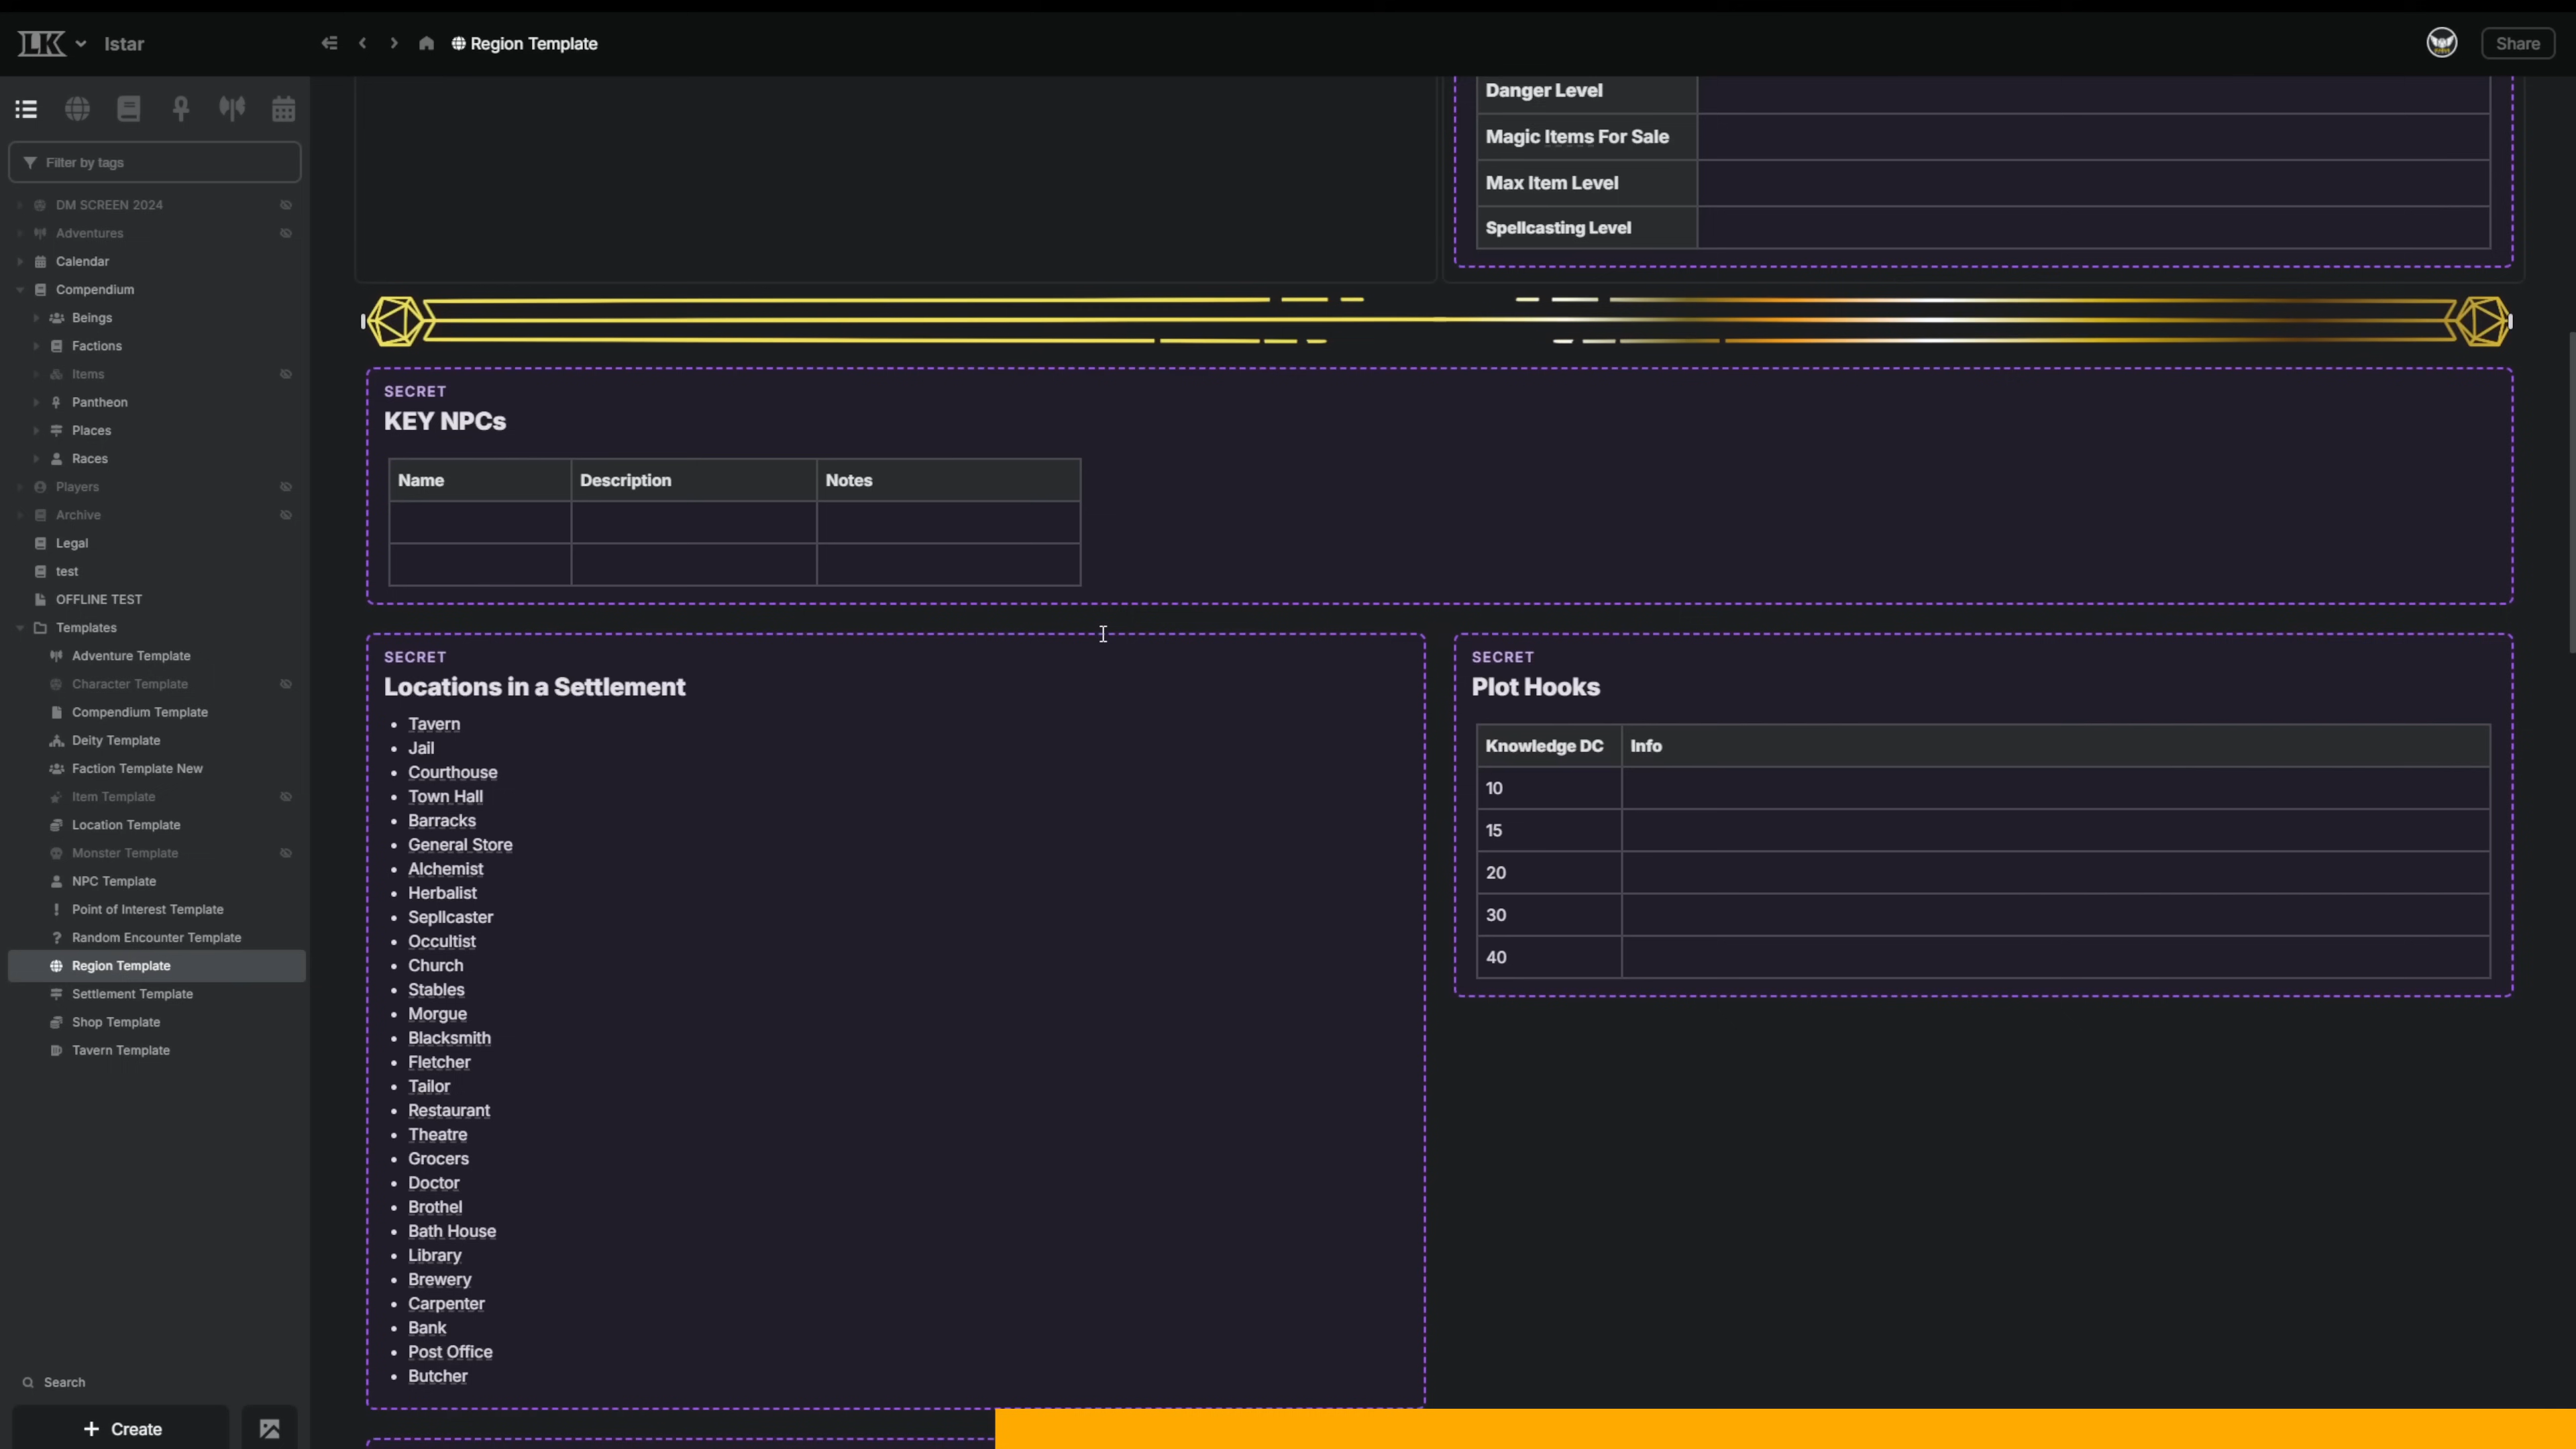 LK Istar
Region Template
Share
Filter by tags
DM SCREEN 2024
Adventures
Calendar
Compendium
Beings
Factions
Items
Pantheon
Places
Races
Players
Archive
Legal
test
OFFLINE TEST
Templates
Adventure Template
Character Template
Compendium Template
Deity Template
Faction Template New
Item Template
Location Template
Monster Template
NPC Template
Point of Interest Template
Random Encounter Template
Region Template
Settlement Template
Shop Template
Tavern Template
Search
+ Create
Danger Level
Magic Items For Sale
Max Item Level
Spellcasting Level
SECRET
KEY NPCs
Name Description Notes
SECRET
Locations in a Settlement
• Tavern
• Jail
• Courthouse
• Town Hall
• Barracks
• General Store
• Alchemist
• Herbalist
• Sepllcaster
• Occultist
• Church
• Stables
• Morgue
• Blacksmith
• Fletcher
• Tailor
• Restaurant
• Theatre
• Grocers
• Doctor
• Brothel
• Bath House
• Library
• Brewery
• Carpenter
• Bank
• Post Office
• Butcher
SECRET
Plot Hooks
Knowledge DC Info
10
15
20
30
40